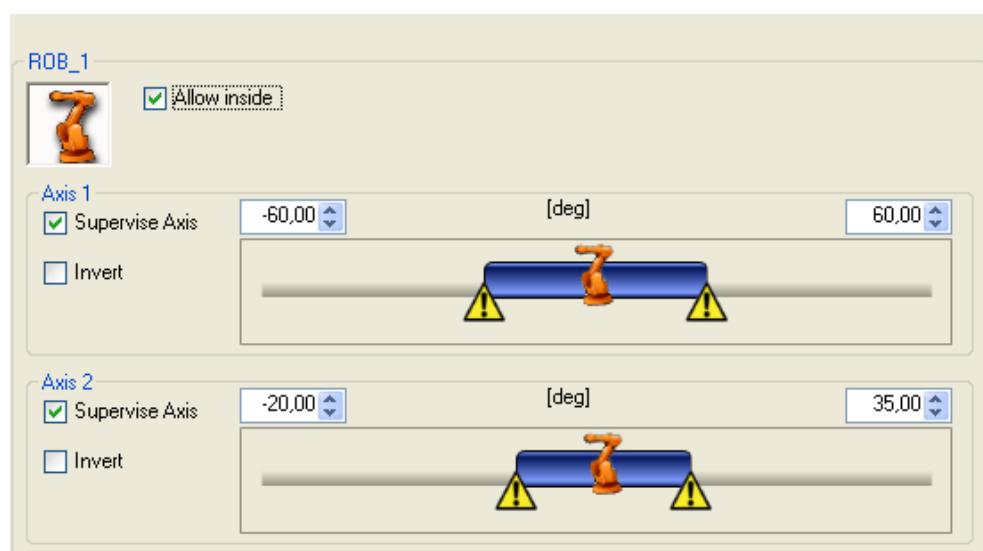 ROB_1
Allow inside
Axis 1
Supervise Axis
-60,00
[deg]
60,00
Invert
Axis 2
Supervise Axis
-20,00
[deg]
35,00
Invert